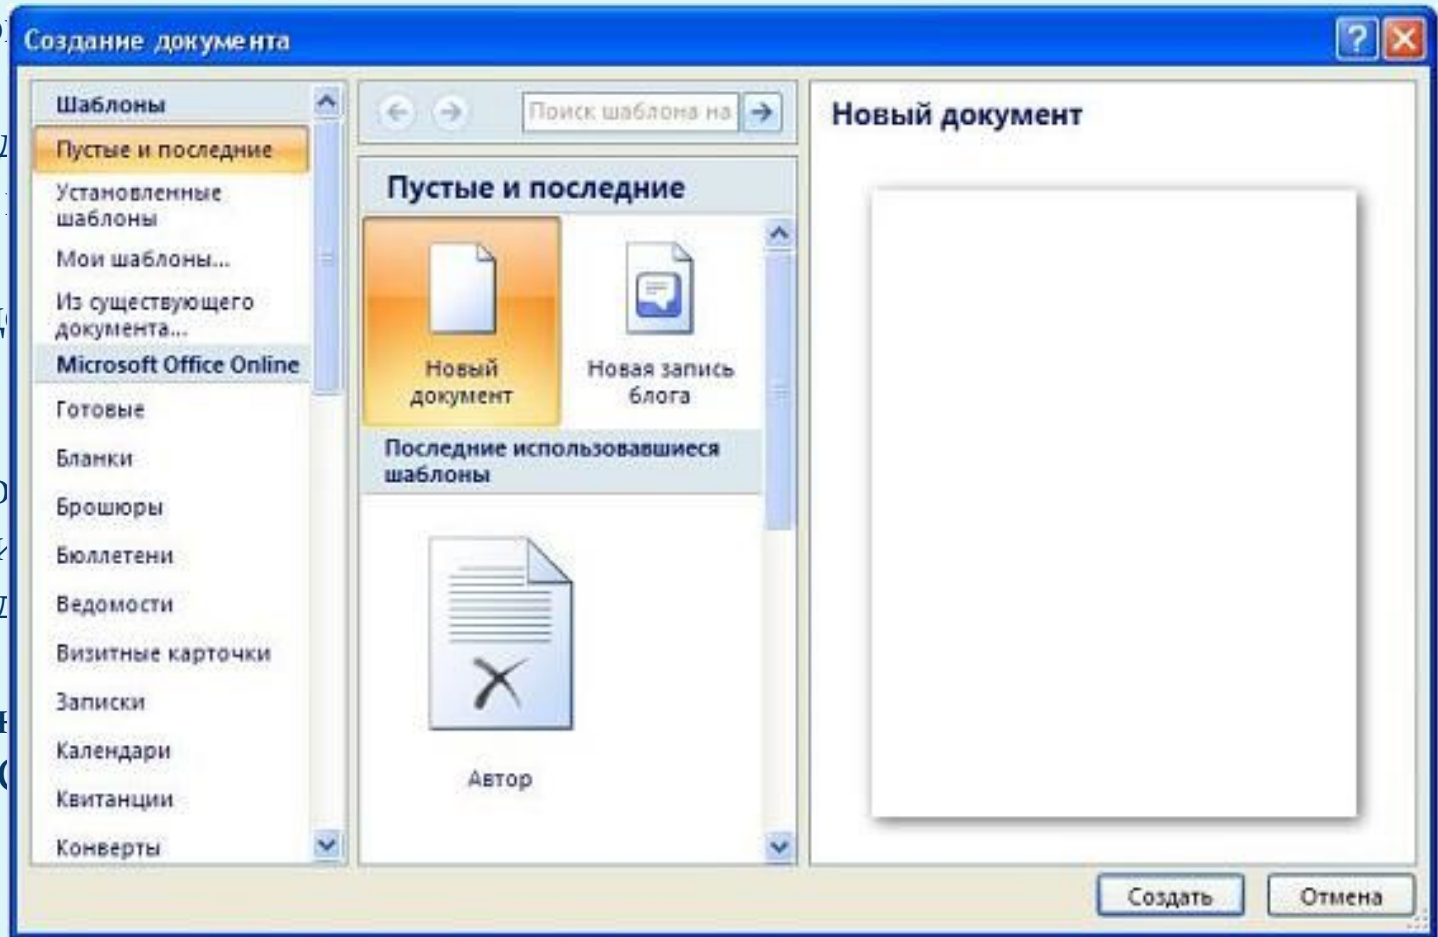 Создание документа
Шаблоны
Пустые и последние
Установленные
шаблоны
Мои шаблоны...
Из существующего
документа...
Microsoft Office Online
Готовые
Бланки
Брошюры
Бюллетени
Ведомости
Визитные карточки
Записки
Календари
Квитанции
Конверты
Поиск шаблона на
Пустые и последние
Новый
документ
Новая запись
блога
Последние использовавшиеся
шаблоны
Автор
Новый документ
Создать
Отмена